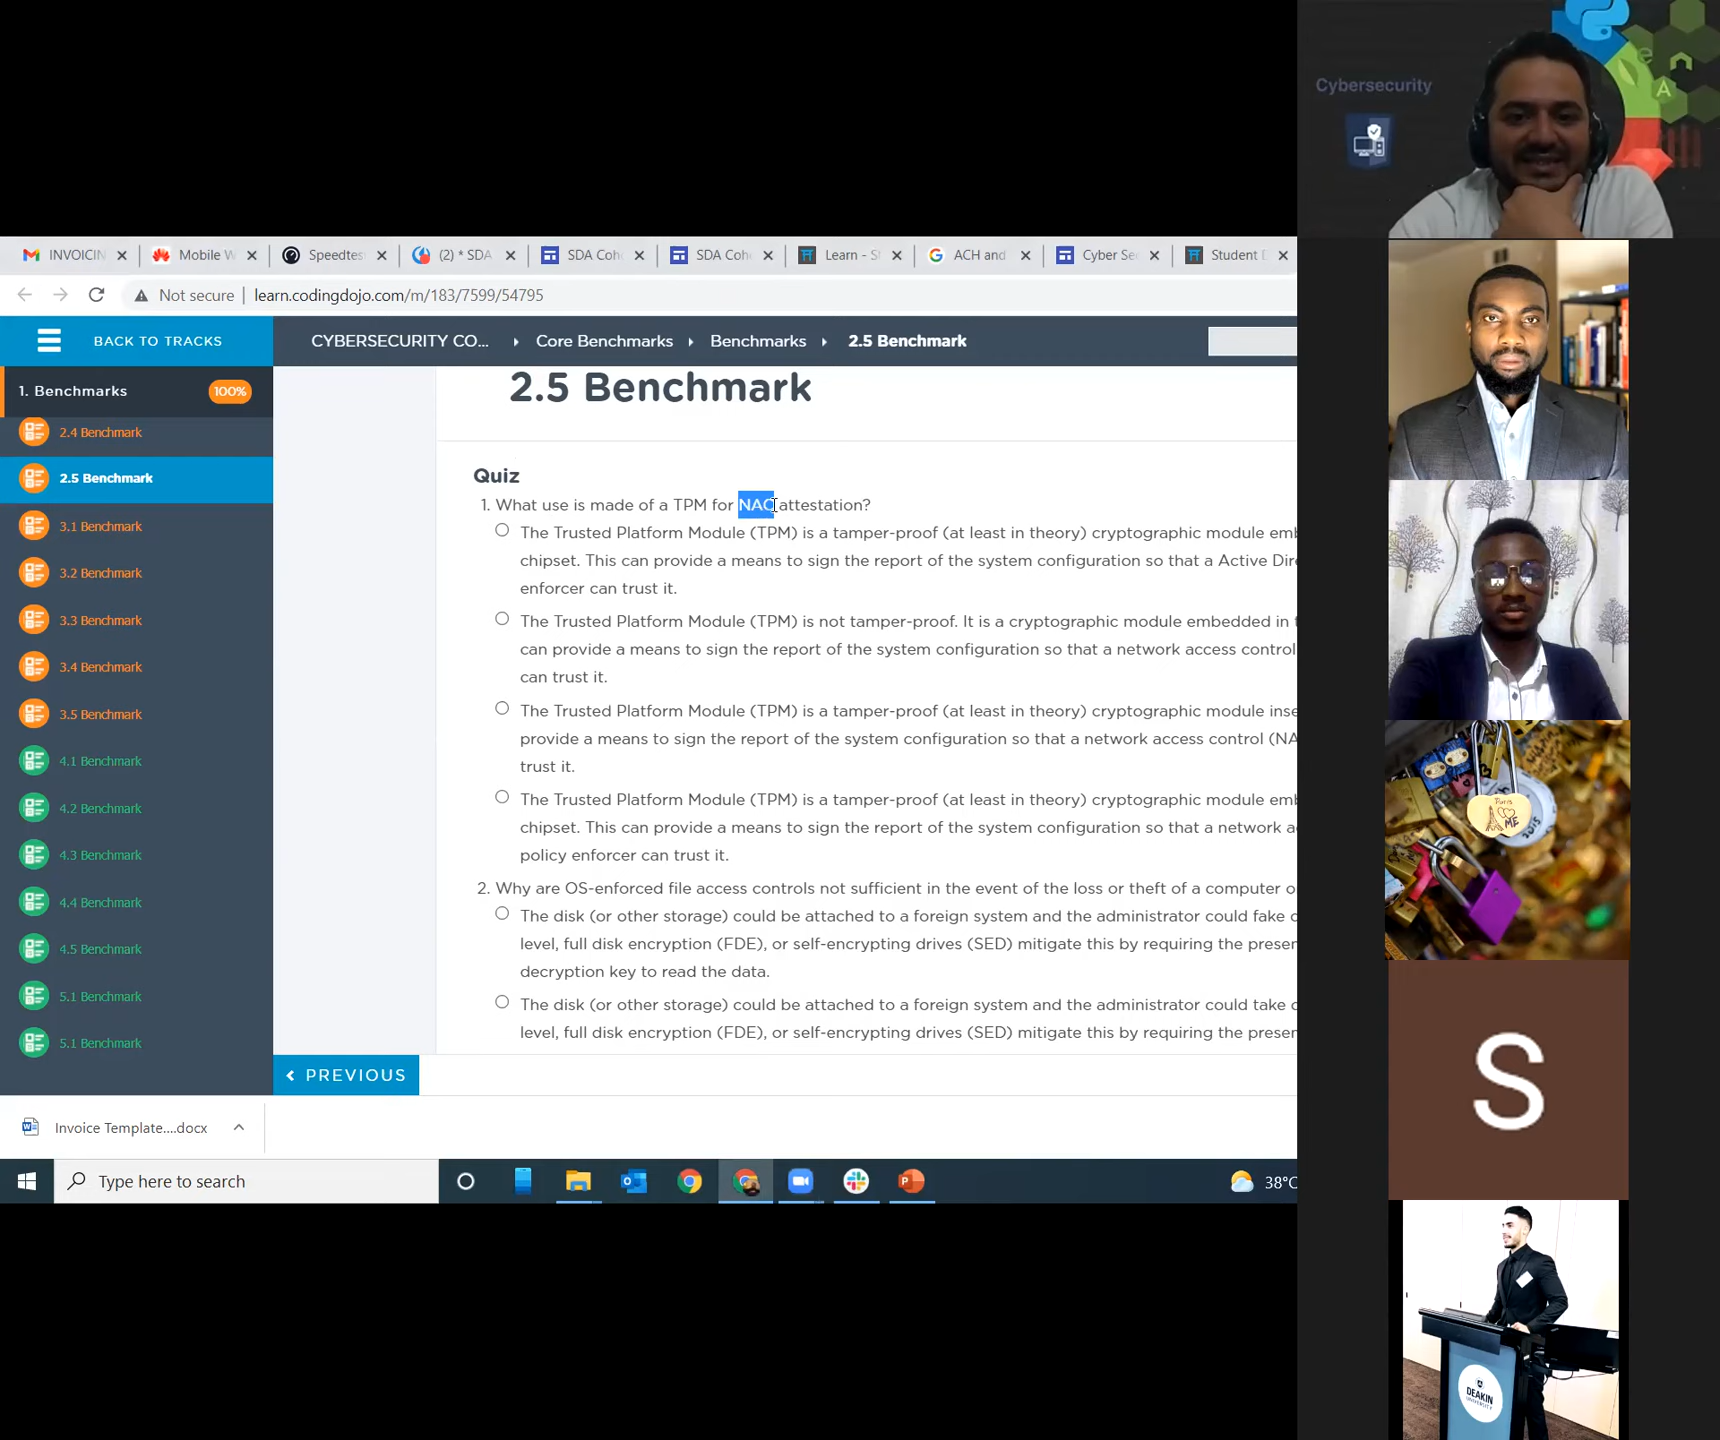 Cybersecurity
INVOICIN
Mobile W
Speedtes
(2) * SDA
SDA Coh
SDA Coh
Learn - S
ACH and
Cyber Se
Student E
Not secure
learn.codingdojo.com/m/183/7599/54795
BACK TO TRACKS
CYBERSECURITY CO...
Core Benchmarks
Benchmarks
2.5 Benchmark
1. Benchmarks
100%
2.4 Benchmark
2.5 Benchmark
3.1 Benchmark
3.2 Benchmark
3.3 Benchmark
3.4 Benchmark
3.5 Benchmark
4.1 Benchmark
4.2 Benchmark
4.3 Benchmark
4.4 Benchmark
4.5 Benchmark
5.1 Benchmark
5.1 Benchmark
2.5 Benchmark
Quiz
1. What use is made of a TPM for NAC attestation?
The Trusted Platform Module (TPM) is a tamper-proof (at least in theory) cryptographic module emb
chipset. This can provide a means to sign the report of the system configuration so that a Active Dire
enforcer can trust it.
The Trusted Platform Module (TPM) is not tamper-proof. It is a cryptographic module embedded in t
can provide a means to sign the report of the system configuration so that a network access control
can trust it.
The Trusted Platform Module (TPM) is a tamper-proof (at least in theory) cryptographic module inse
provide a means to sign the report of the system configuration so that a network access control (NA
trust it.
The Trusted Platform Module (TPM) is a tamper-proof (at least in theory) cryptographic module emb
chipset. This can provide a means to sign the report of the system configuration so that a network a
policy enforcer can trust it.
2. Why are OS-enforced file access controls not sufficient in the event of the loss or theft of a computer o
The disk (or other storage) could be attached to a foreign system and the administrator could fake o
level, full disk encryption (FDE), or self-encrypting drives (SED) mitigate this by requiring the presen
decryption key to read the data.
The disk (or other storage) could be attached to a foreign system and the administrator could take o
level, full disk encryption (FDE), or self-encrypting drives (SED) mitigate this by requiring the presen
PREVIOUS
Invoice Template....docx
Type here to search
38°C
Paris
ME
2015
S
DEAKIN
UNIVERSITY